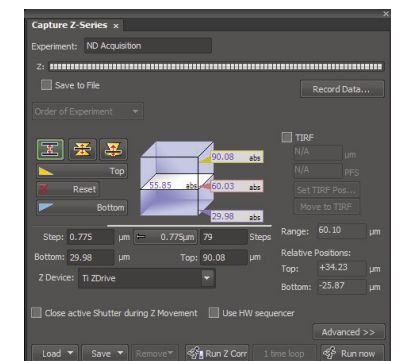 Capture Z-Series ×
Experiment: ND Acquisition
Z:
Save to File
Record Data...
Order of Experiment
TIRF
N/A µm
N/A PFS
Set TIRF Pos...
Move to TIRF
Top
Reset
Bottom
90.08 abs
55.85 abs
60.03 abs
29.98 abs
Step: 0.775 µm 0.775µm 79 Steps
Range: 60.10 µm
Bottom: 29.98 µm Top: 90.08 µm
Relative Positions:
Z Device: Ti ZDrive
Top: +34.23 µm
Bottom: -25.87 µm
Close active Shutter during Z Movement Use HW sequencer
Advanced >>
Load Save Remove Run Z Corr 1 time loop Run now